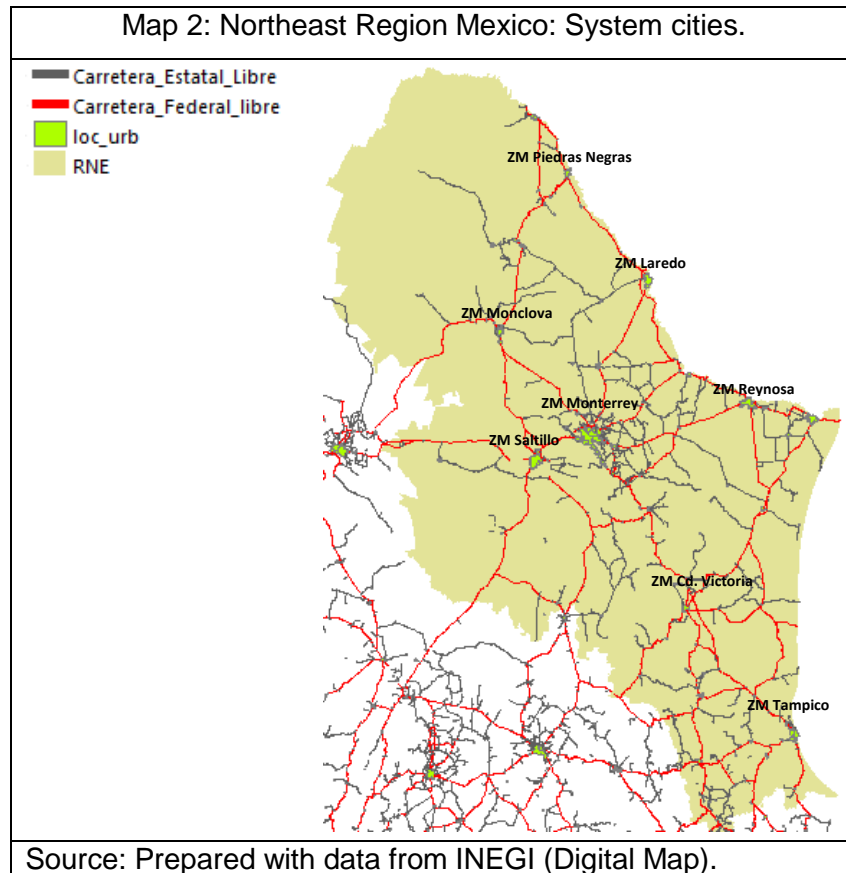 Map 2: Northeast Region Mexico: System cities.
Carretera_Estatal_Libre
Carretera_Federal_libre
loc_urb
RNE
ZM Piedras Negras
ZM Laredo
ZM Monclova
ZM Reynosa
ZM Monterrey
ZM Saltillo
ZM Cd. Victoria
ZM Tampico
Source: Prepared with data from INEGI (Digital Map).